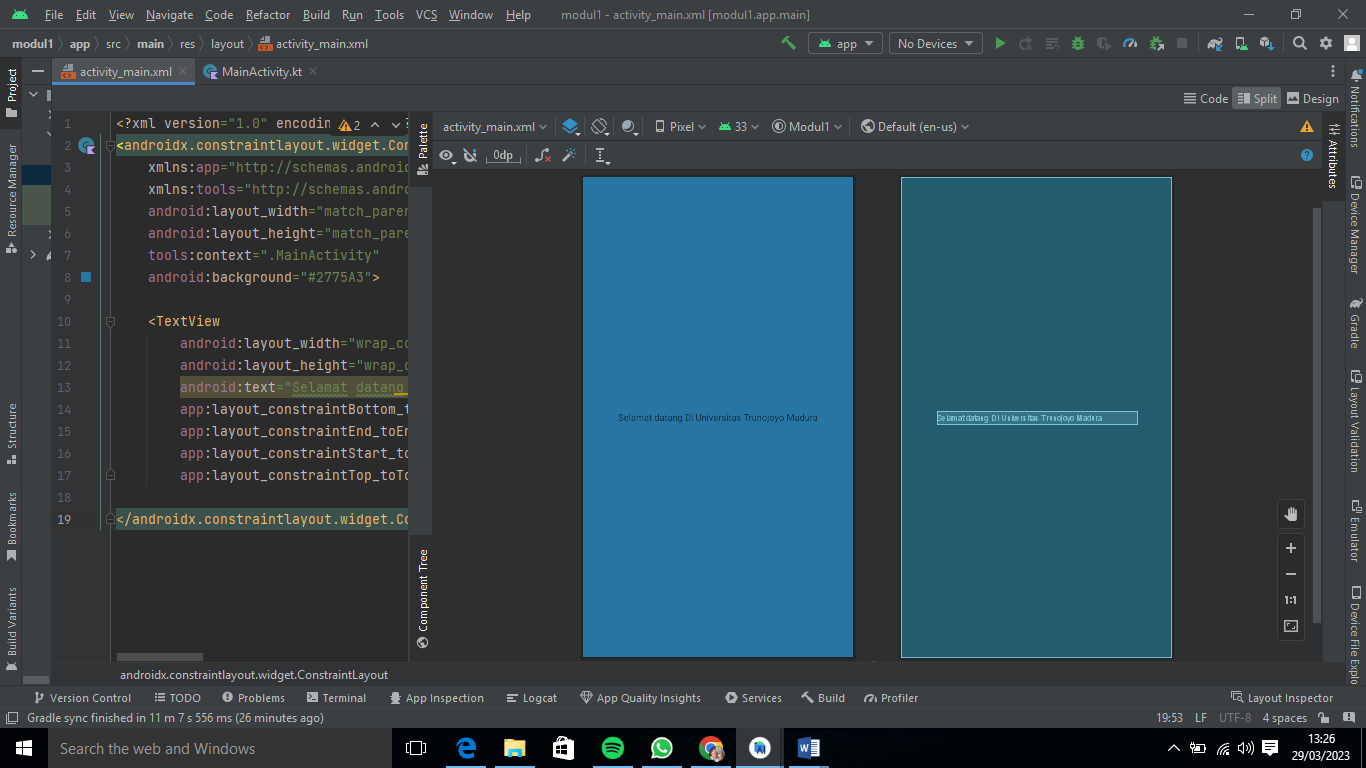 File Edit View Navigate Code Refactor Build Run Tools VCS Window Help modul1 - activity_main.xml [modul1.app.main]
modul1 app src main res layout activity_main.xml app No Devices
activity_main.xml MainActivity.kt
Code Split Design
Project
Resource Manager
Structure
Bookmarks
Build Variants
1 <?xml version="1.0" encodin 2
2 <androidx.constraintlayout.widget.Con
3 xmlns:app="http://schemas.androi
4 xmlns:tools="http://schemas.andr
5 android:layout_width="match_pare
6 android:layout_height="match_par
7 tools:context=".MainActivity"
8 android:background="#2775A3">
9
10 <TextView
11 android:layout_width="wrap_co
12 android:layout_height="wrap_c
13 android:text="Selamat datang
14 app:layout_constraintBottom_t
15 app:layout_constraintEnd_toEn
16 app:layout_constraintStart_to
17 app:layout_constraintTop_toTo
18
19 </androidx.constraintlayout.widget.Co
Palette
Component Tree
activity_main.xml Pixel 33 Modul1 Default (en-us)
0dp
Selamat datang Di Universitas Trunojoyo Madura
Selamat datang Di Universitas Trunojoyo Madura
1:1
Attributes
Notifications
Device Manager
Gradle
Layout Validation
Emulator
Device File Explo
androidx.constraintlayout.widget.ConstraintLayout
Version Control TODO Problems Terminal App Inspection Logcat App Quality Insights Services Build Profiler Layout Inspector
Gradle sync finished in 11 m 7 s 556 ms (26 minutes ago) 19:53 LF UTF-8 4 spaces
Search the web and Windows
13:26
29/03/2023